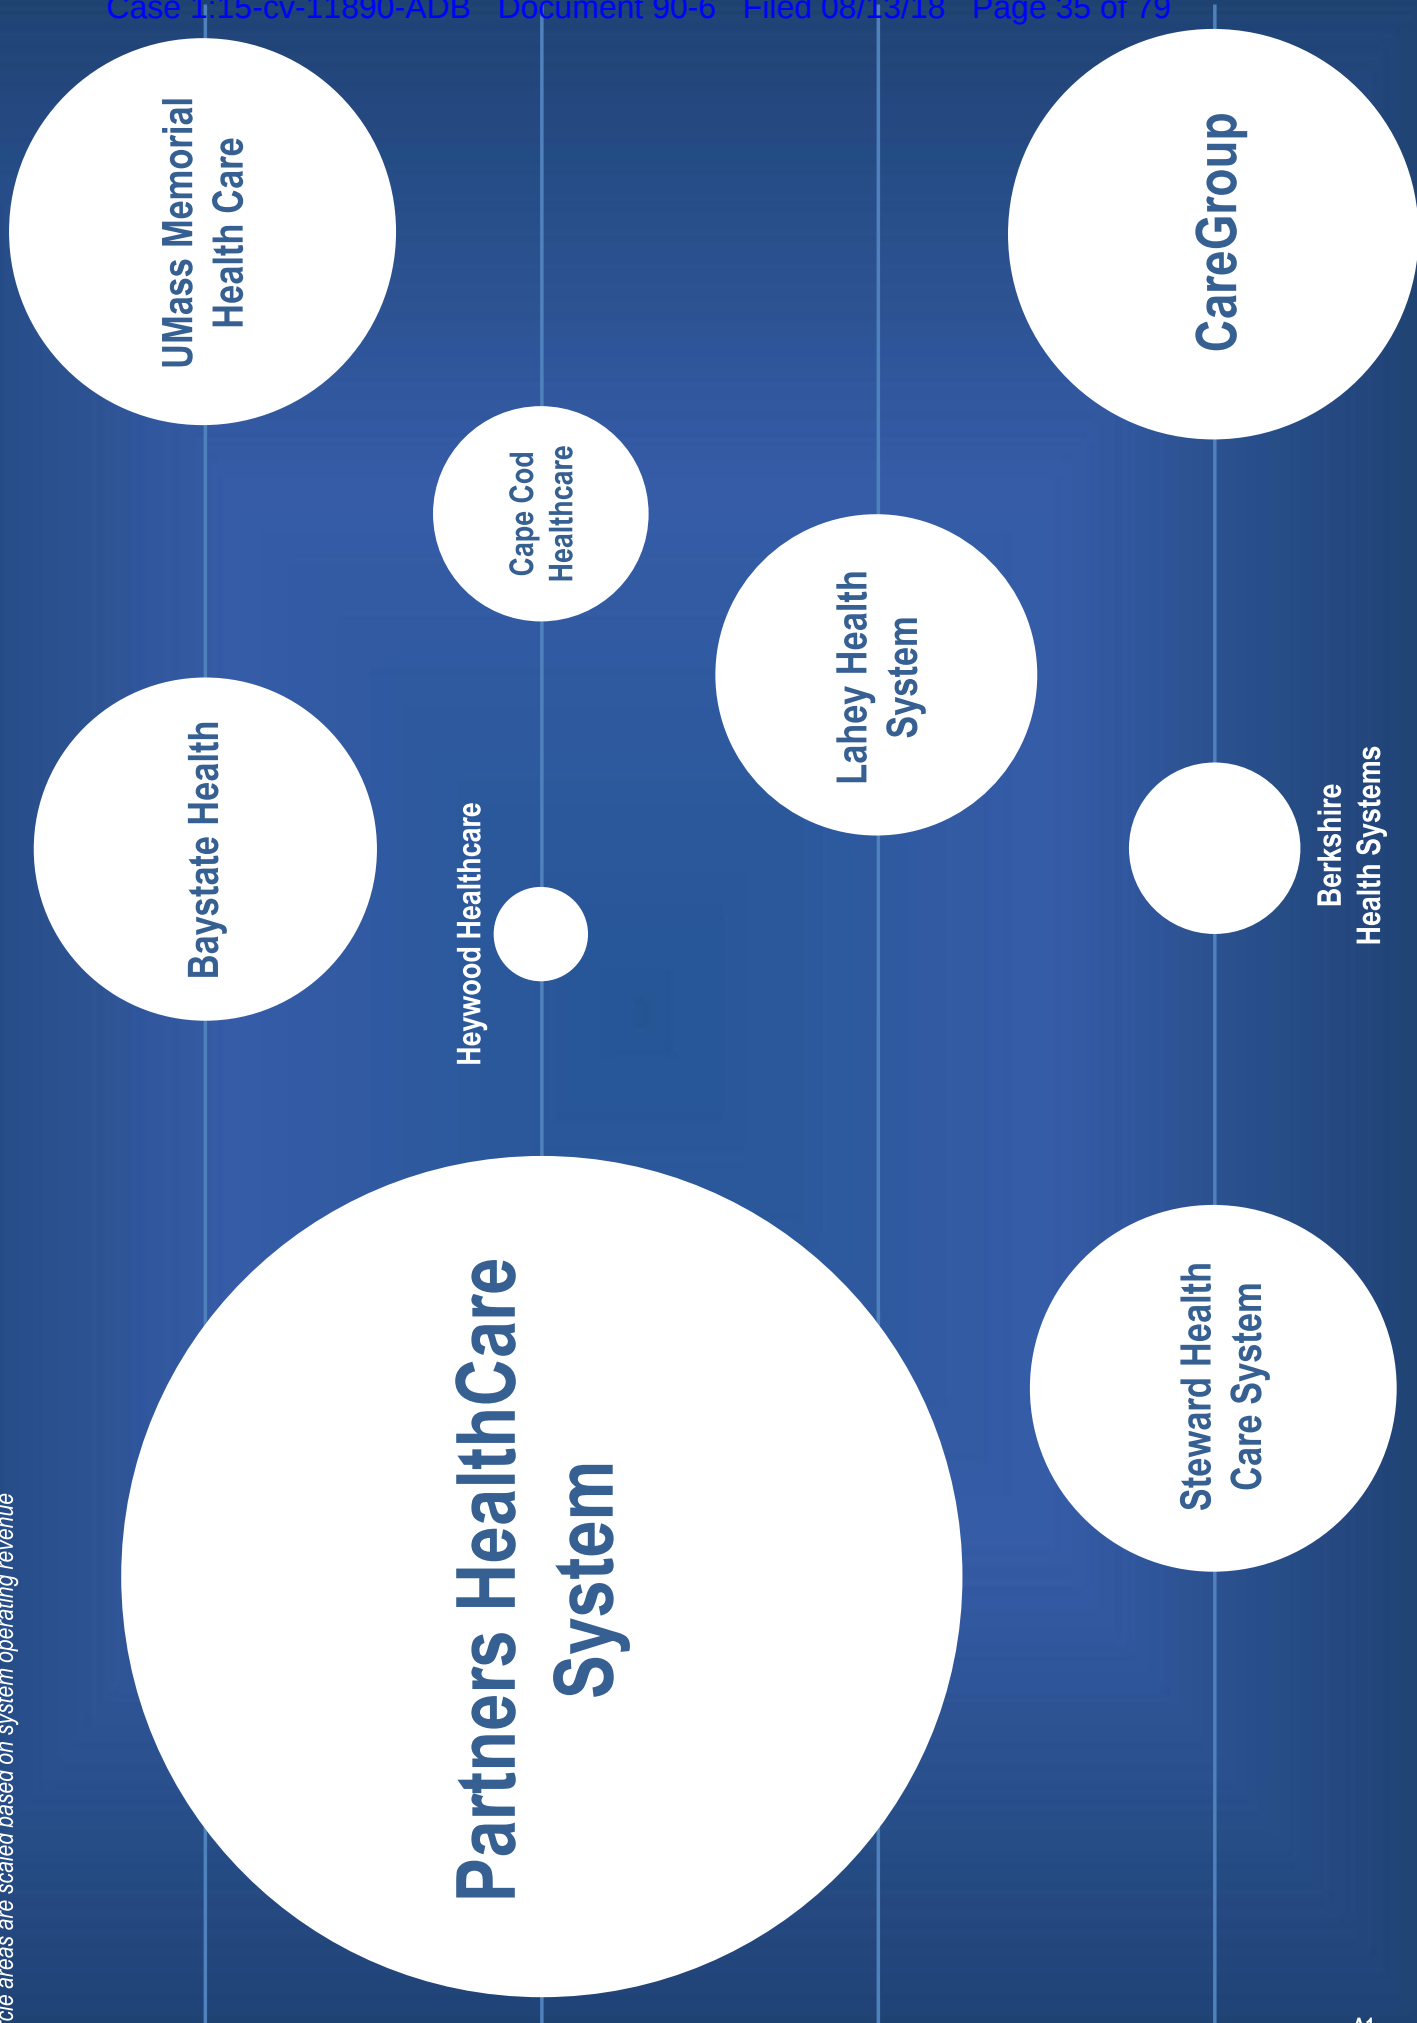 Case 1:15-cv-11890-ADB Document 90-6 Filed 08/13/18 Page 35 of 79
areas are scaled based on system operating revenue
Partners HealthCare
System
Baystate Health
UMass Memorial
Health Care
Heywood Healthcare
Cape Cod
Healthcare
Lahey Health
System
Steward Health
Care System
Berkshire
Health Systems
CareGroup